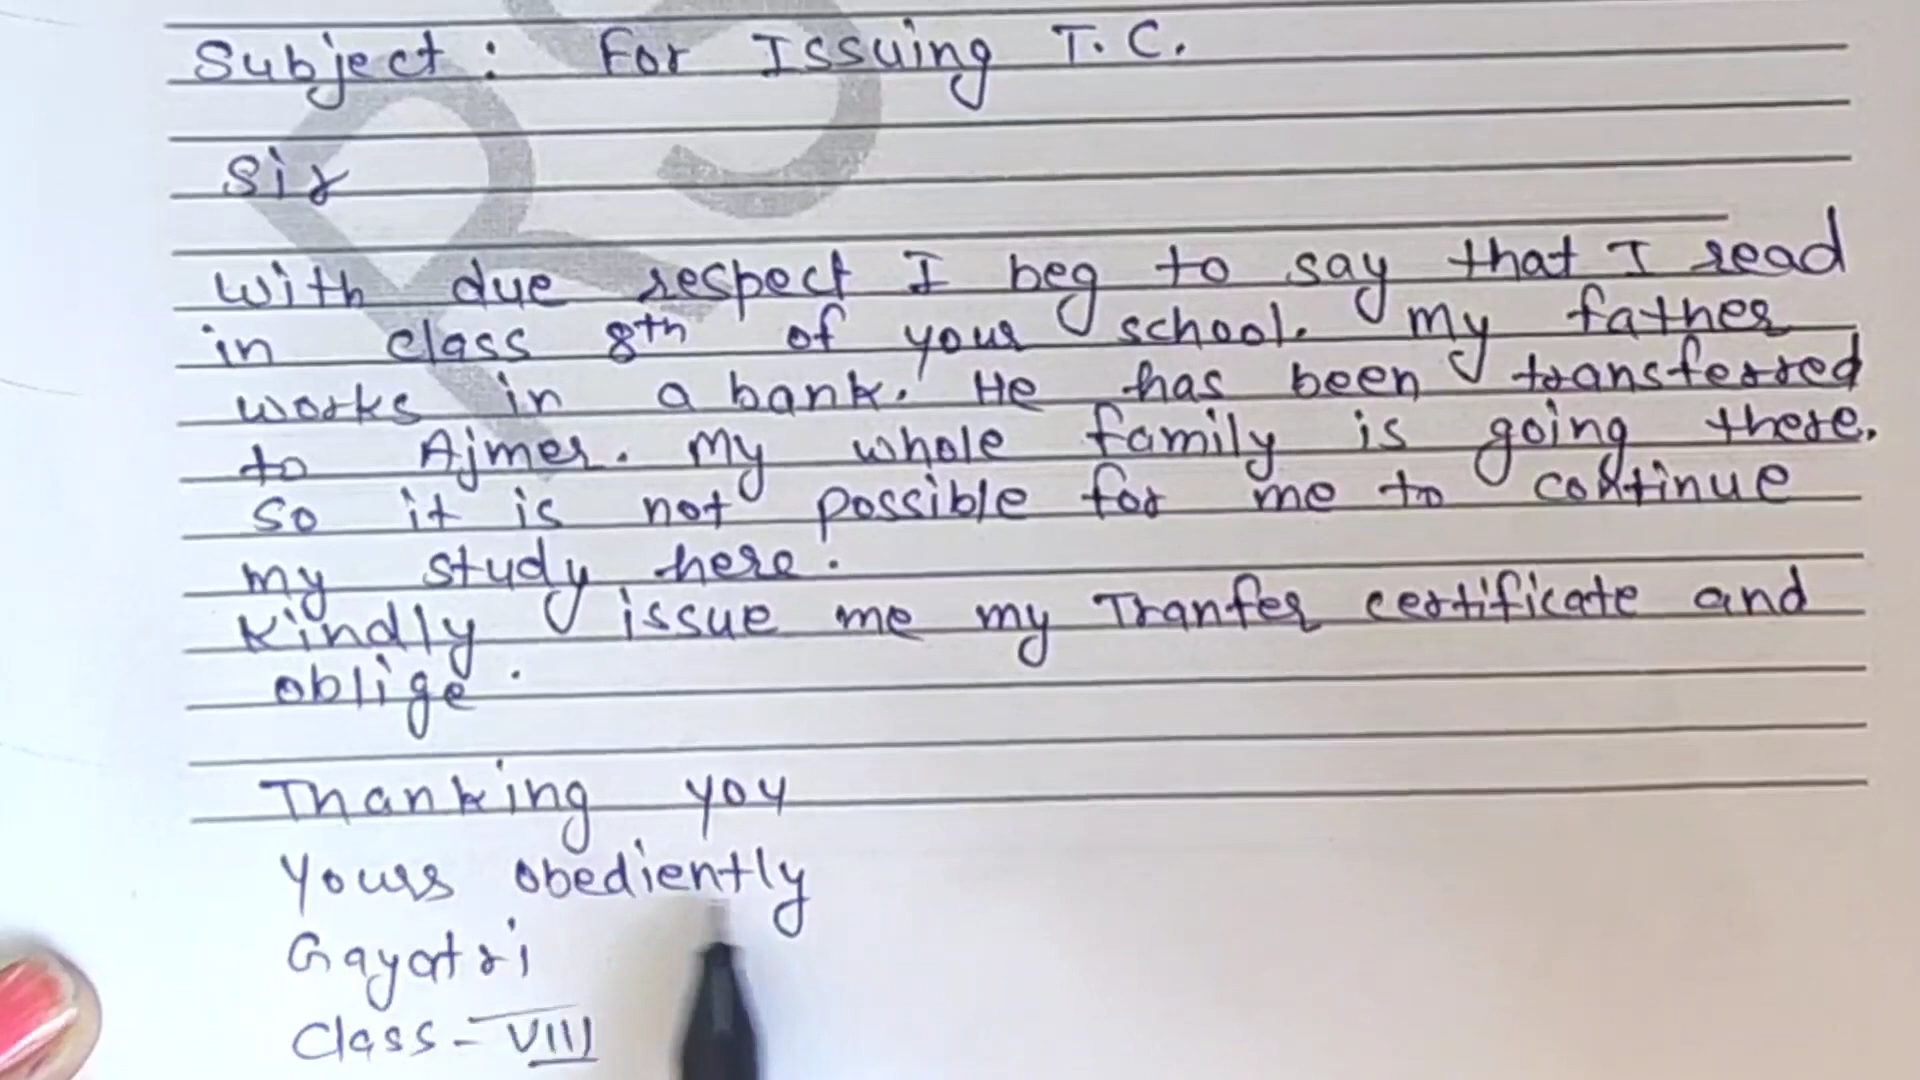 Subject: For Issuing T.C.
Sir
with due respect I beg to say that I read
in class 8th of your school. my father
works in a bank. He has been transferred
to Ajmer. my whole family is going there.
so it is not possible for me to continue
my study here.
Kindly issue me my Tranfer certificate and
oblige.
Thanking you
Yours obediently
Gayatri
Class - VIII